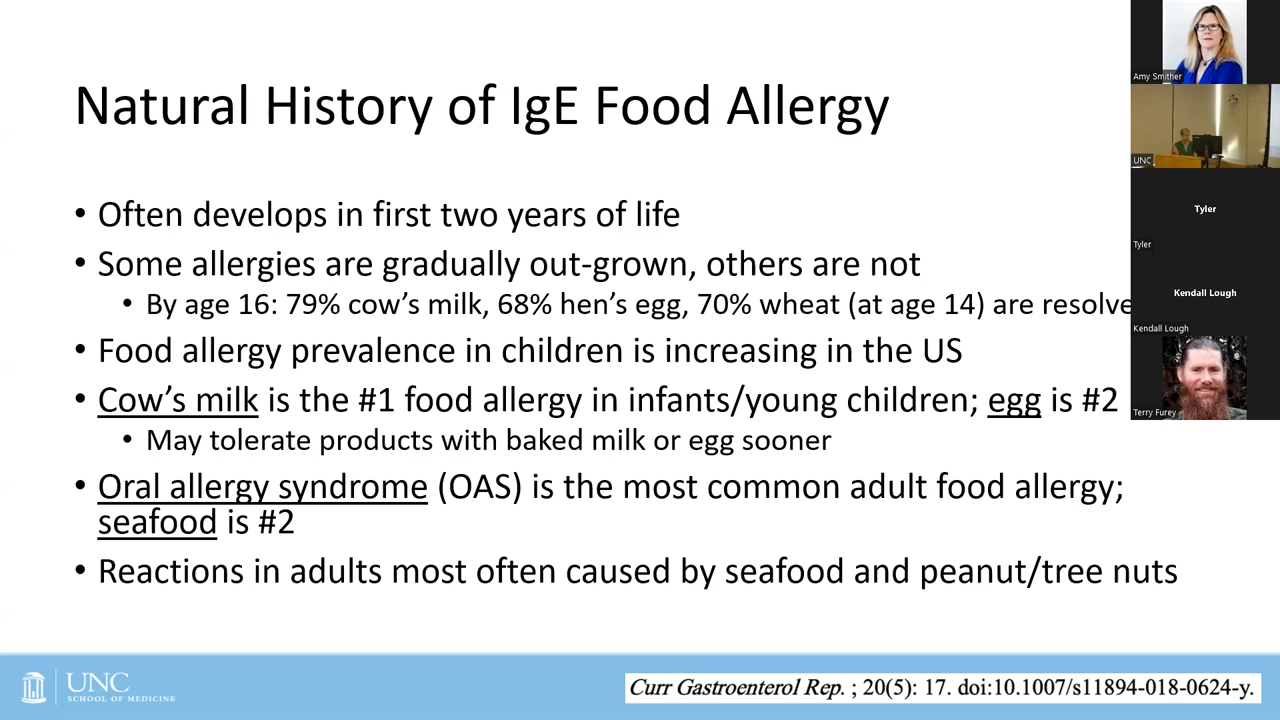 Natural History of IgE Food Allergy
• Often develops in first two years of life
• Some allergies are gradually out-grown, others are not
• By age 16: 79% cow's milk, 68% hen's egg, 70% wheat (at age 14) are resolve
• Food allergy prevalence in children is increasing in the US
• Cow's milk is the #1 food allergy in infants/young children; egg is #2
• May tolerate products with baked milk or egg sooner
• Oral allergy syndrome (OAS) is the most common adult food allergy;
seafood is #2
• Reactions in adults most often caused by seafood and peanut/tree nuts
UNC
SCHOOL OF MEDICINE
Curr Gastroenterol Rep. ; 20(5): 17. doi:10.1007/s11894-018-0624-y.
Amy Smither
UNC
Tyler
Tyler
Kendall Lough
Kendall Lough
Terry Furey